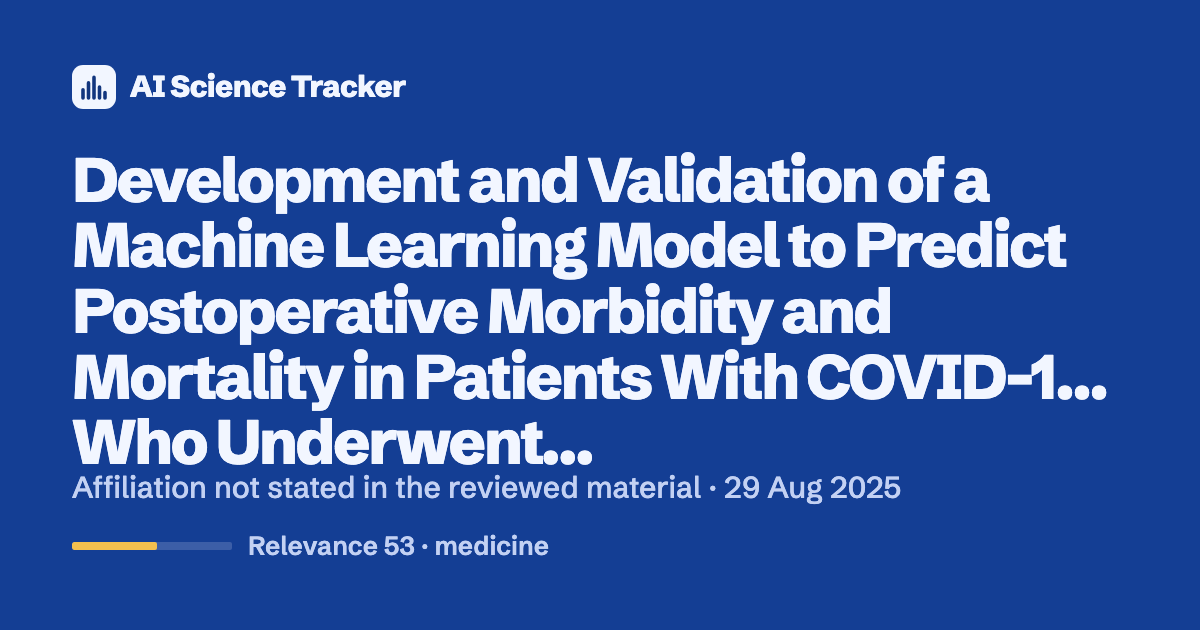 AI Science Tracker
Development and Validation of a
Machine Learning Model to Predict
Postoperative Morbidity and
Mortality in Patients With COVID-1…
Who Underwent…
Affiliation not stated in the reviewed material · 29 Aug 2025
Relevance 53 · medicine